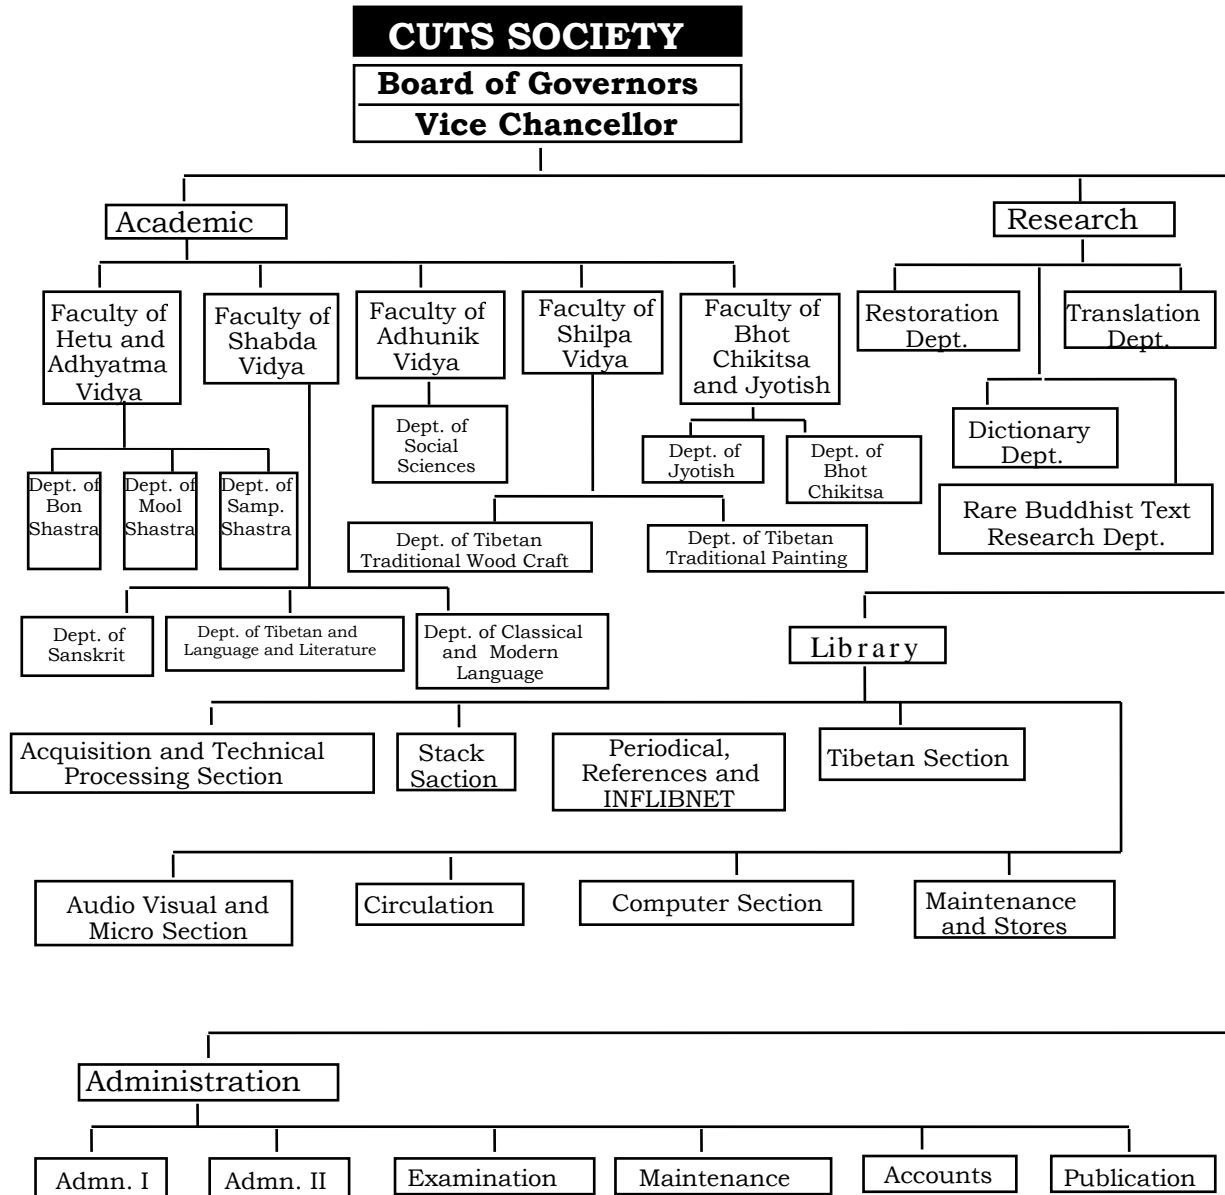 CUTS SOCIETY
Board of Governors
Vice Chancellor
Academic
Research
Faculty of
Hetu and
Adhyatma
Vidya
Faculty of
Shabda
Vidya
Faculty of
Adhunik
Vidya
Faculty of
Shilpa
Vidya
Faculty of
Bhot
Chikitsa
and Jyotish
Restoration
Dept.
Translation
Dept.
Dept. of
Social
Sciences
Dept. of
Jyotish
Dept. of
Bhot
Chikitsa
Dictionary
Dept.
Dept. of
Bon
Shastra
Dept. of
Mool
Shastra
Dept. of
Samp.
Shastra
Rare Buddhist Text
Research Dept.
Dept. of Tibetan
Traditional Wood Craft
Dept. of Tibetan
Traditional Painting
Dept. of
Sanskrit
Dept. of Tibetan and
Language and Literature
Dept. of Classical
and Modern
Language
Library
Acquisition and Technical
Processing Section
Stack
Saction
Periodical,
References and
INFLIBNET
Tibetan Section
Audio Visual and
Micro Section
Circulation
Computer Section
Maintenance
and Stores
Administration
Admn. I
Admn. II
Examination
Maintenance
Accounts
Publication